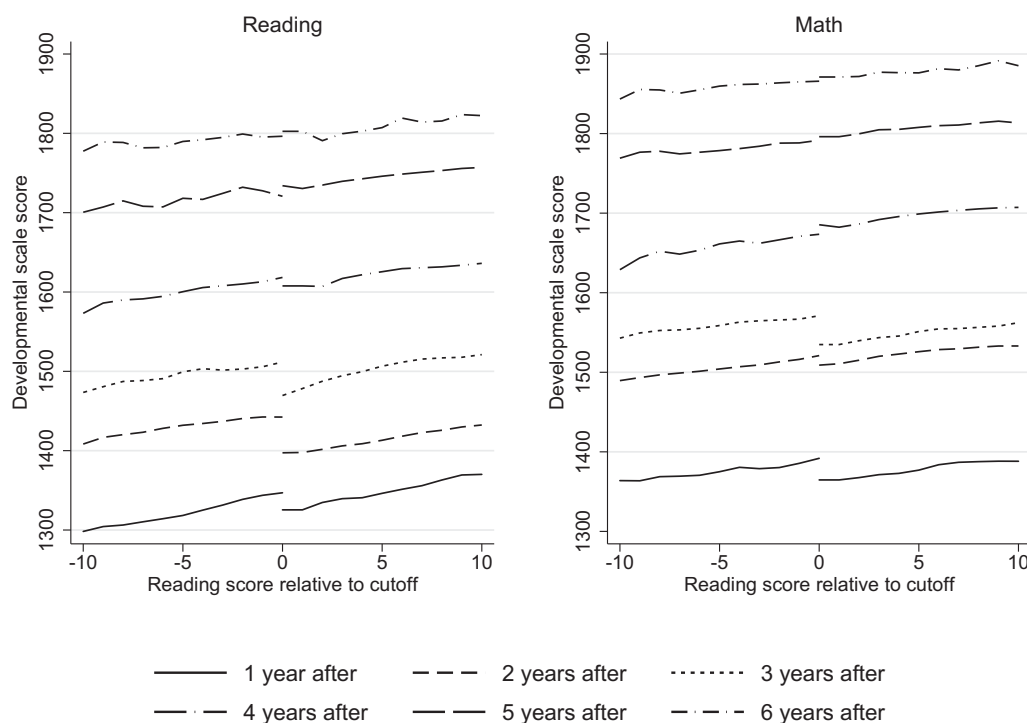 Reading
Developmental scale score
1900
1800
1700
1600
1500
1400
1300
-10
-5
0
5
10
Reading score relative to cutoff
Math
Developmental scale score
1900
1800
1700
1600
1500
1400
1300
-10
-5
0
5
10
Reading score relative to cutoff
1 year after
2 years after
3 years after
4 years after
5 years after
6 years after